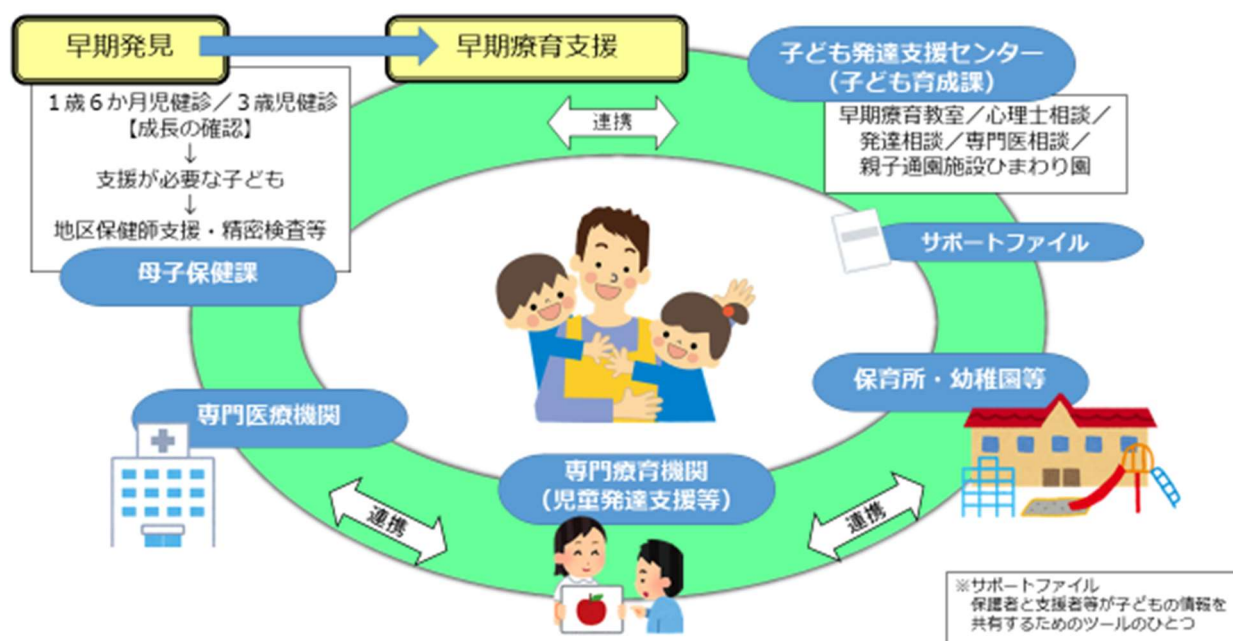 早期発見
早期療育支援
1歳6か月児健診／3歳児健診
【成長の確認】
↓
支援が必要な子ども
↓
地区保健師支援・精密検査等
母子保健課
連携
子ども発達支援センター
（子ども育成課）
早期療育教室／心理士相談／
発達相談／専門医相談／
親子通園施設ひまわり園
サポートファイル
保育所・幼稚園等
専門医療機関
専門療育機関
（児童発達支援等）
連携
連携
※サポートファイル
保護者と支援者等が子どもの情報を
共有するためのツールのひとつ